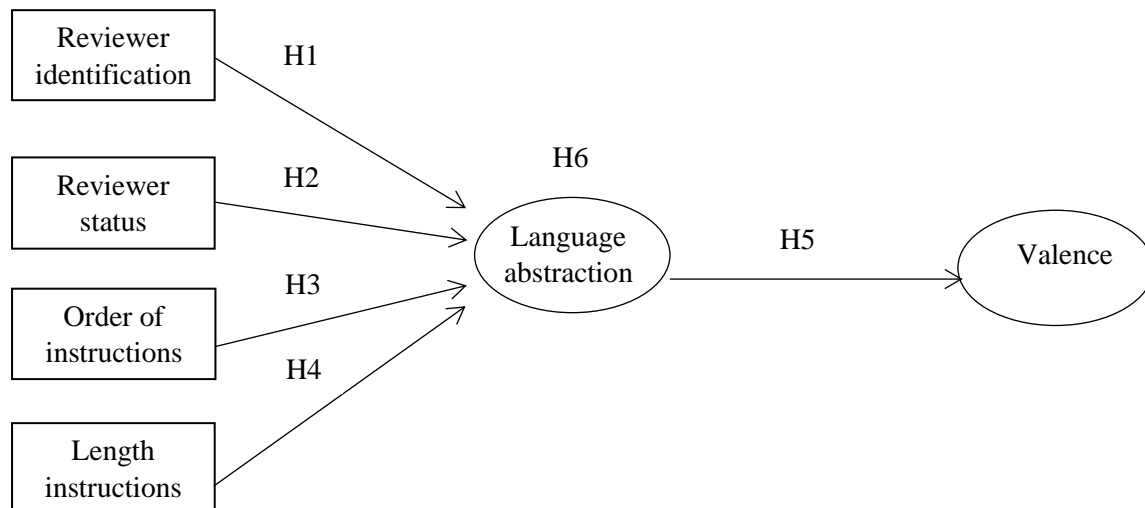 Reviewer
identification
H1
Reviewer
status
H2
H6
Language
abstraction
H5
Valence
Order of
instructions
H3
H4
Length
instructions